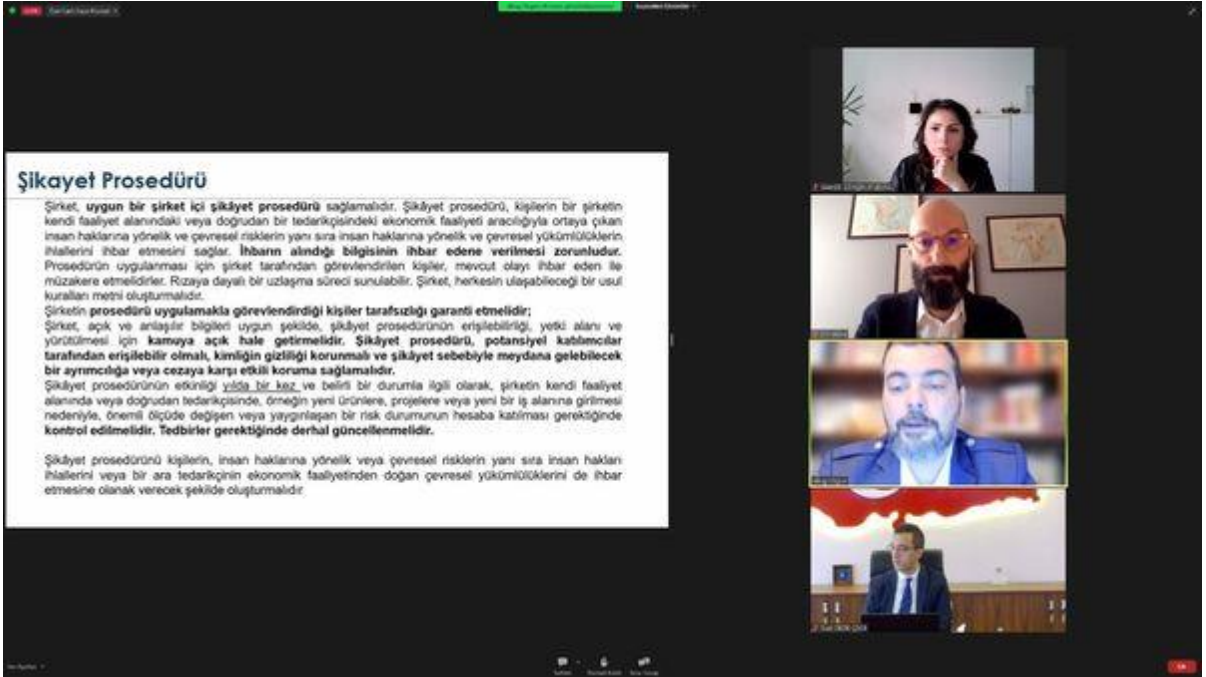 Şikayet Prosedürü
Şirket, uygun bir şirket içi şikâyet prosedürü sağlamalıdır. Şikâyet prosedürü, kişilerin bir şirketin
kendi faaliyet alanındaki veya doğrudan bir tedarikçisindeki ekonomik faaliyeti aracılığıyla ortaya çıkan
insan haklarına yönelik ve çevresel risklerin yanı sıra insan haklarına yönelik ve çevresel yükümlülüklerin
ihlallerini ihbar etmesini sağlar. İhbarın alındığı bilgisinin ihbar edene verilmesi zorunludur.
Prosedürün uygulanması için şirket tarafından görevlendirilen kişiler, mevcut olayı ihbar eden ile
müzakere etmelidirler. Rızaya dayalı bir uzlaşma süreci sunulabilir. Şirket, herkesin ulaşabileceği bir usul
kuralları metni oluşturmalıdır.
Şirketin prosedürü uygulamakla görevlendirdiği kişiler tarafsızlığı garanti etmelidir;
Şirket, açık ve anlaşılır bilgileri uygun şekilde, şikâyet prosedürünün erişilebilirliği, yetki alanı ve
yürütülmesi için kamuya açık hale getirmelidir. Şikâyet prosedürü, potansiyel katılımcılar
tarafından erişilebilir olmalı, kimliğin gizliliği korunmalı ve şikâyet sebebiyle meydana gelebilecek
bir ayrımcılığa veya cezaya karşı etkili koruma sağlamalıdır.
Şikâyet prosedürünün etkinliği yılda bir kez ve belirli bir durumla ilgili olarak, şirketin kendi faaliyet
alanında veya doğrudan tedarikçisinde, örneğin yeni ürünlere, projelere veya yeni bir iş alanına girilmesi
nedeniyle, önemli ölçüde değişen veya yaygınlaşan bir risk durumunun hesaba katılması gerektiğinde
kontrol edilmelidir. Tedbirler gerektiğinde derhal güncellenmelidir.
Şikâyet prosedürünü kişilerin, insan haklarına yönelik veya çevresel risklerin yanı sıra insan hakları
ihlallerini veya bir ara tedarikçinin ekonomik faaliyetinden doğan çevresel yükümlülüklerini de ihbar
etmesine olanak verecek şekilde oluşturmalıdır